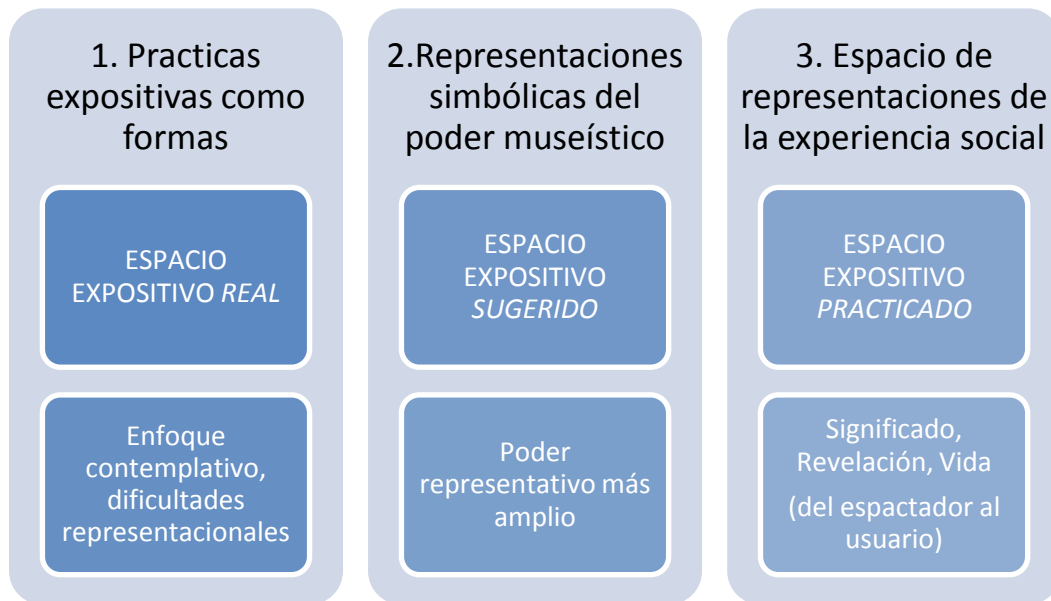 1. Practicas
expositivas como
formas
ESPACIO
EXPOSITIVO REAL
Enfoque
contemplativo,
dificultades
representacionales
2.Representaciones
simbólicas del
poder museístico
ESPACIO
EXPOSITIVO
SUGERIDO
Poder
representativo más
amplio
3. Espacio de
representaciones de
la experiencia social
ESPACIO
EXPOSITIVO
PRACTICADO
Significado,
Revelación, Vida
(del espactador al
usuario)